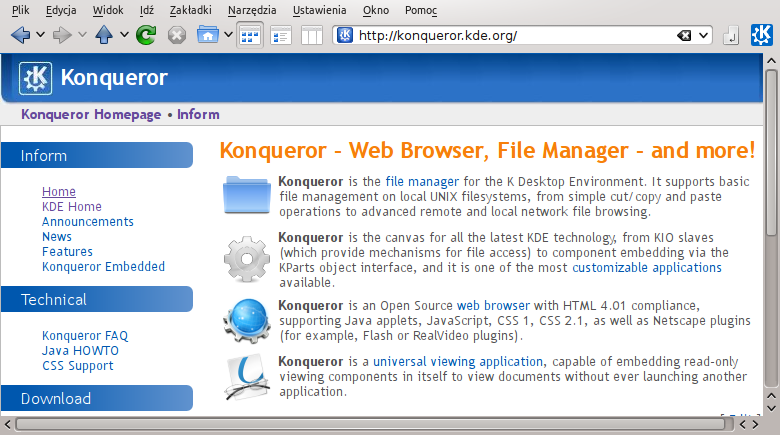 Plik Edycja Widok Idź Zakładki Narzędzia Ustawienia Okno Pomoc
http://konqueror.kde.org/
Konqueror
Konqueror Homepage • Inform
Inform
Home
KDE Home
Announcements
News
Features
Konqueror Embedded
Technical
Konqueror FAQ
Java HOWTO
CSS Support
Download
Konqueror – Web Browser, File Manager – and more!
Konqueror is the file manager for the K Desktop Environment. It supports basic
file management on local UNIX filesystems, from simple cut/copy and paste
operations to advanced remote and local network file browsing.
Konqueror is the canvas for all the latest KDE technology, from KIO slaves
(which provide mechanisms for file access) to component embedding via the
KParts object interface, and it is one of the most customizable applications
available.
Konqueror is an Open Source web browser with HTML 4.01 compliance,
supporting Java applets, JavaScript, CSS 1, CSS 2.1, as well as Netscape plugins
(for example, Flash or RealVideo plugins).
Konqueror is a universal viewing application, capable of embedding read-only
viewing components in itself to view documents without ever launching another
application.